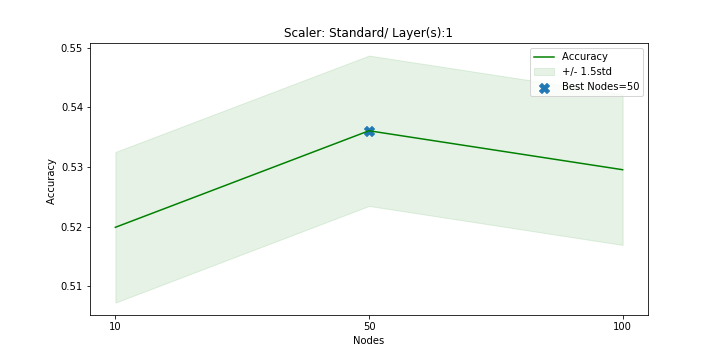 Scaler: Standard/ Layer(s):1
Accuracy
+/- 1.5std
Best Nodes=50
0.55
0.54
0.53
0.52
0.51
Accuracy
10
50
100
Nodes